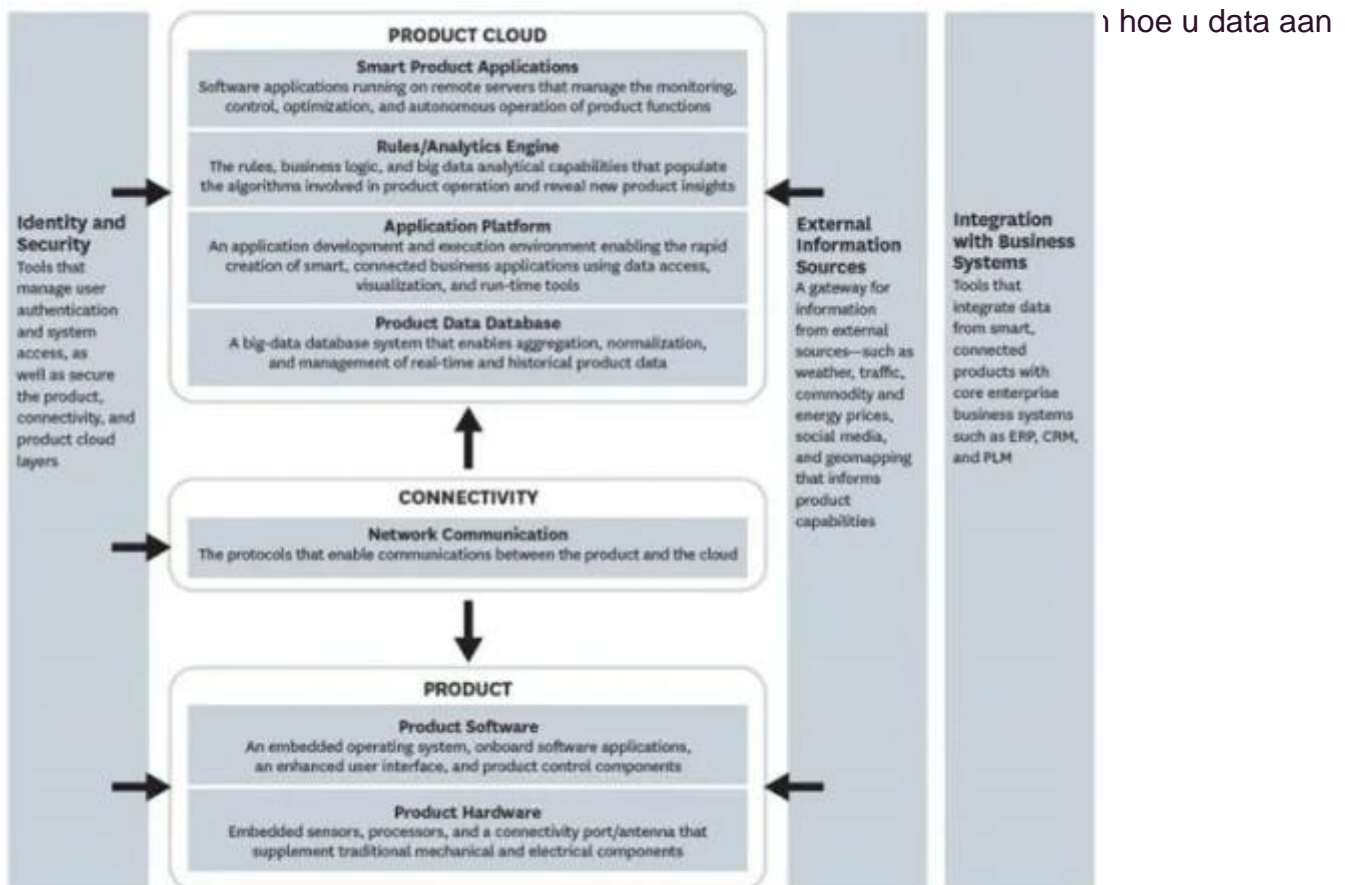 hoe u data aan
PRODUCT CLOUD
Smart Product Applications
Software applications running on remote servers that manage the monitoring,
control, optimization, and autonomous operation of product functions
Rules/Analytics Engine
The rules, business logic, and big data analytical capabilities that populate
the algorithms involved in product operation and reveal new product insights
Application Platform
An application development and execution environment enabling the rapid
creation of smart, connected business applications using data access,
visualization, and run-time tools
Product Data Database
A big-data database system that enables aggregation, normalization,
and management of real-time and historical product data
Identity and
Security
Tools that
manage user
authentication
and system
access, as
well as secure
the product,
connectivity, and
product cloud
layers
External
Information
Sources
A gateway for
information
from external
sources—such as
weather, traffic,
commodity and
energy prices,
social media,
and geomapping
that informs
product
capabilities
Integration
with Business
Systems
Tools that
integrate data
from smart,
connected
products with
core enterprise
business systems
such as ERP, CRM,
and PLM
CONNECTIVITY
Network Communication
The protocols that enable communications between the product and the cloud
PRODUCT
Product Software
An embedded operating system, onboard software applications,
an enhanced user interface, and product control components
Product Hardware
Embedded sensors, processors, and a connectivity port/antenna that
supplement traditional mechanical and electrical components